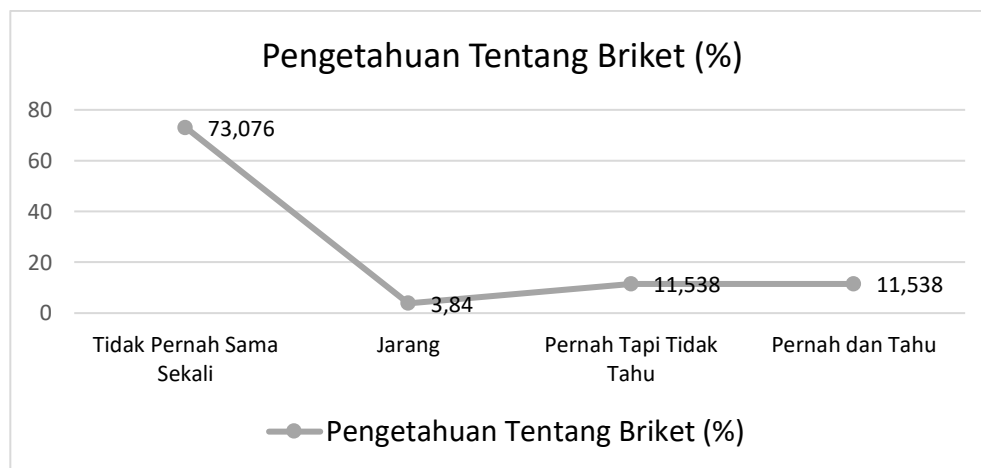 Pengetahuan Tentang Briket (%)
80
60
40
20
0
73,076
3,84
11,538
11,538
Tidak Pernah Sama
Sekali
Jarang
Pernah Tapi Tidak
Tahu
Pernah dan Tahu
Pengetahuan Tentang Briket (%)